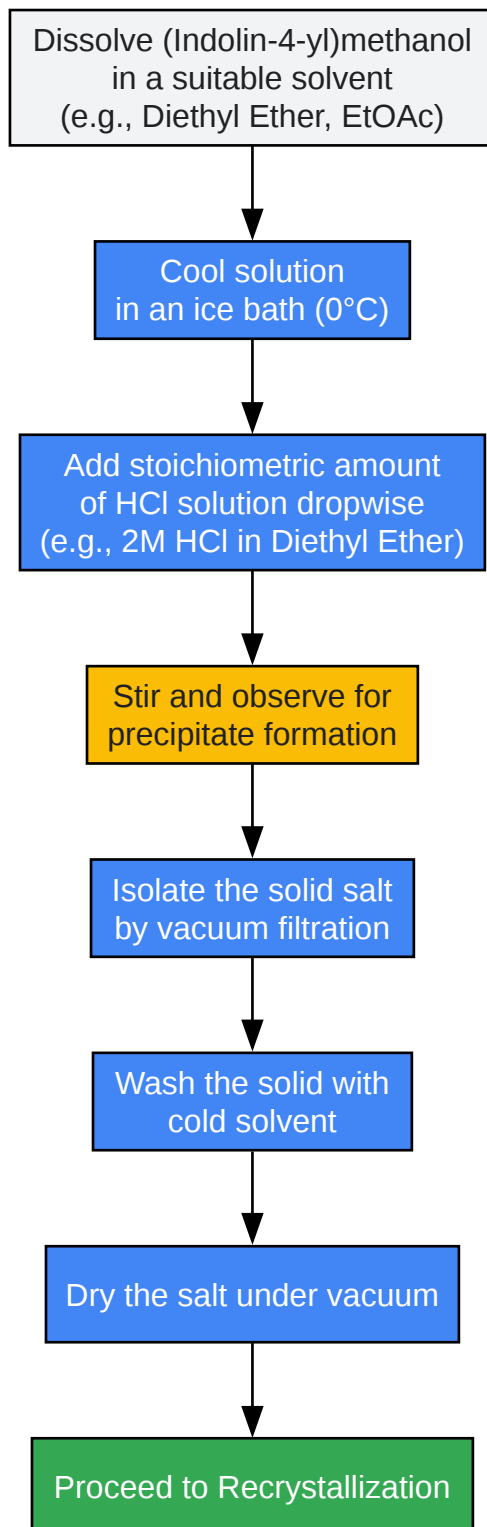 Dissolve (Indolin-4-yl)methanol
in a suitable solvent
(e.g., Diethyl Ether, EtOAc)
Cool solution
in an ice bath (0°C)
Add stoichiometric amount
of HCl solution dropwise
(e.g., 2M HCl in Diethyl Ether)
Stir and observe for
precipitate formation
Isolate the solid salt
by vacuum filtration
Wash the solid with
cold solvent
Dry the salt under vacuum
Proceed to Recrystallization